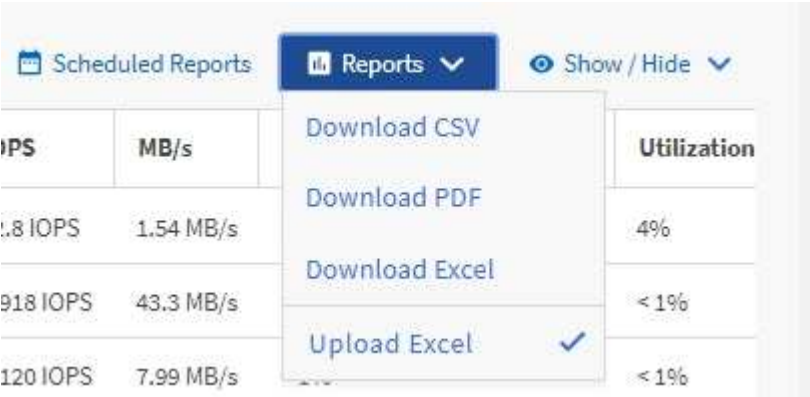 Scheduled Reports Reports Show / Hide
MB/s Utilization
Download CSV
Download PDF
Download Excel
Upload Excel
IOPS 1.54 MB/s 4%
918 IOPS 43.3 MB/s < 1%
120 IOPS 7.99 MB/s < 1%